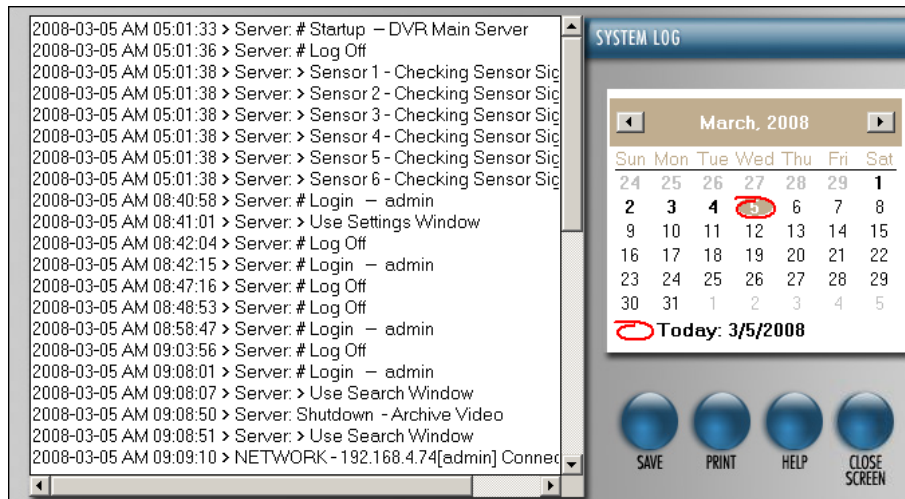 2008-03-05 AM 05:01:33 > Server: # Startup – DVR Main Server
2008-03-05 AM 05:01:36 > Server: # Log Off
2008-03-05 AM 05:01:38 > Server: > Sensor 1 - Checking Sensor Sig
2008-03-05 AM 05:01:38 > Server: > Sensor 2 - Checking Sensor Sig
2008-03-05 AM 05:01:38 > Server: > Sensor 3 - Checking Sensor Sig
2008-03-05 AM 05:01:38 > Server: > Sensor 4 - Checking Sensor Sig
2008-03-05 AM 05:01:38 > Server: > Sensor 5 - Checking Sensor Sig
2008-03-05 AM 05:01:38 > Server: > Sensor 6 - Checking Sensor Sig
2008-03-05 AM 08:40:58 > Server: # Login – admin
2008-03-05 AM 08:41:01 > Server: > Use Settings Window
2008-03-05 AM 08:42:04 > Server: # Log Off
2008-03-05 AM 08:42:15 > Server: # Login – admin
2008-03-05 AM 08:47:16 > Server: # Log Off
2008-03-05 AM 08:48:53 > Server: # Log Off
2008-03-05 AM 08:58:47 > Server: # Login – admin
2008-03-05 AM 09:03:56 > Server: # Log Off
2008-03-05 AM 09:08:01 > Server: # Login – admin
2008-03-05 AM 09:08:07 > Server: > Use Search Window
2008-03-05 AM 09:08:50 > Server: Shutdown - Archive Video
2008-03-05 AM 09:08:51 > Server: > Use Search Window
2008-03-05 AM 09:09:10 > NETWORK - 192.168.4.74[admin] Connec
SYSTEM LOG
March, 2008
Sun Mon Tue Wed Thu Fri Sat
24 25 26 27 28 29 1
2 3 4 5 6 7 8
9 10 11 12 13 14 15
16 17 18 19 20 21 22
23 24 25 26 27 28 29
30 31 1 2 3 4 5
Today: 3/5/2008
SAVE PRINT HELP CLOSE
SCREEN